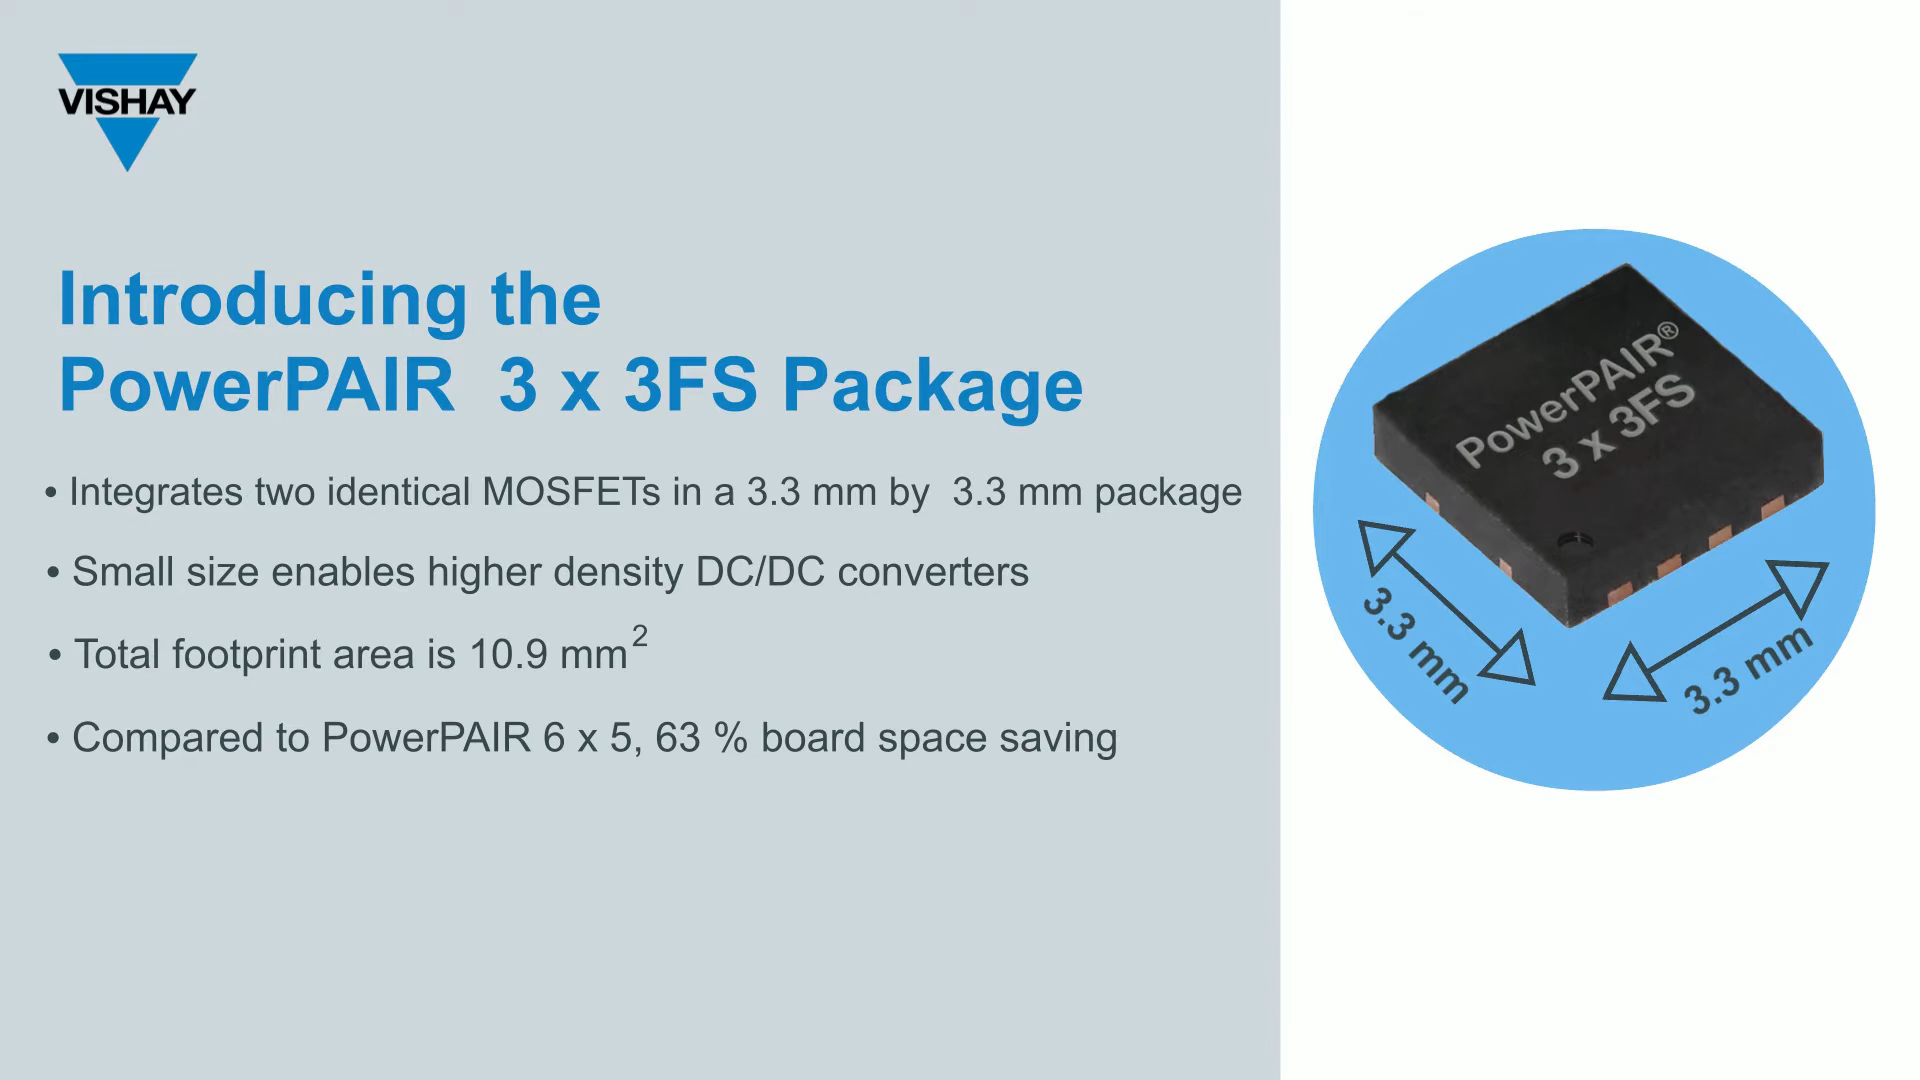 VISHAY
Introducing the
PowerPAIR 3 x 3FS Package
• Integrates two identical MOSFETs in a 3.3 mm by 3.3 mm package
• Small size enables higher density DC/DC converters
• Total footprint area is 10.9 mm²
• Compared to PowerPAIR 6 x 5, 63 % board space saving
PowerPAIR®
3 x 3FS
3.3 mm
3.3 mm